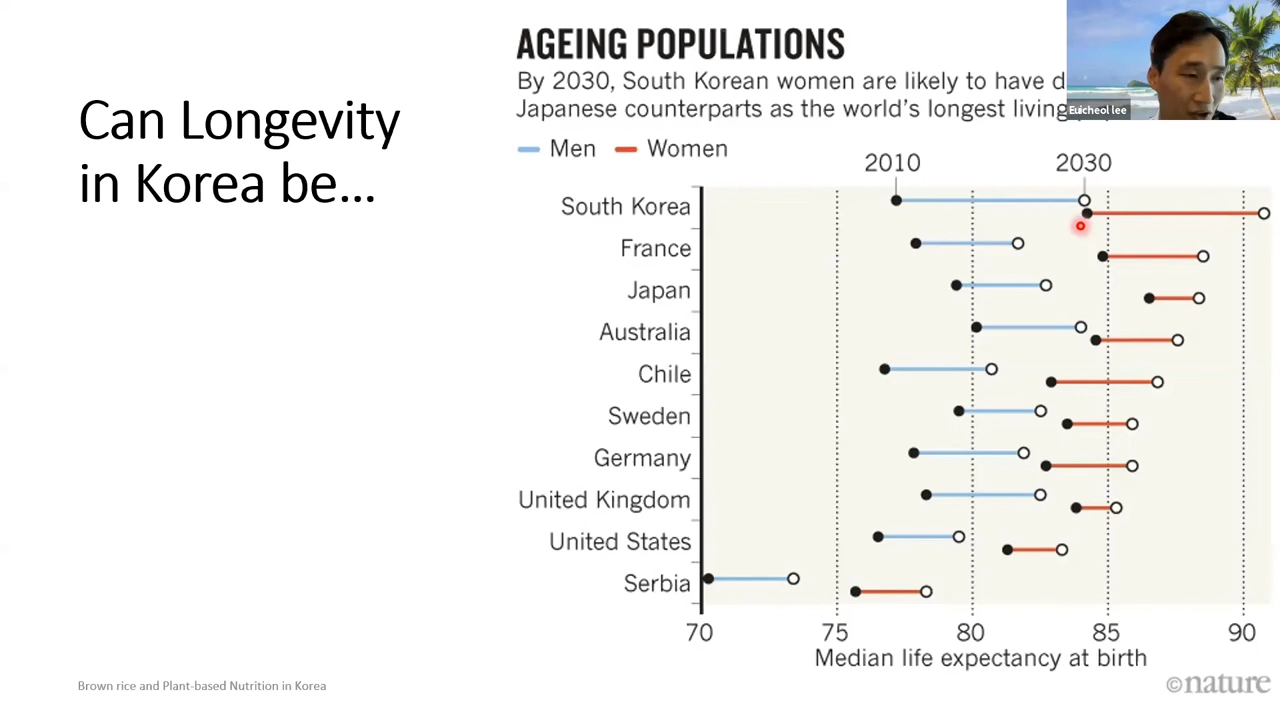 Can Longevity
in Korea be...
AGEING POPULATIONS
By 2030, South Korean women are likely to have
Japanese counterparts as the world's longest living
Euicheol lee
Men Women
2010 2030
South Korea
France
Japan
Australia
Chile
Sweden
Germany
United Kingdom
United States
Serbia
70 75 80 85 90
Median life expectancy at birth
Brown rice and Plant-based Nutrition in Korea
©nature